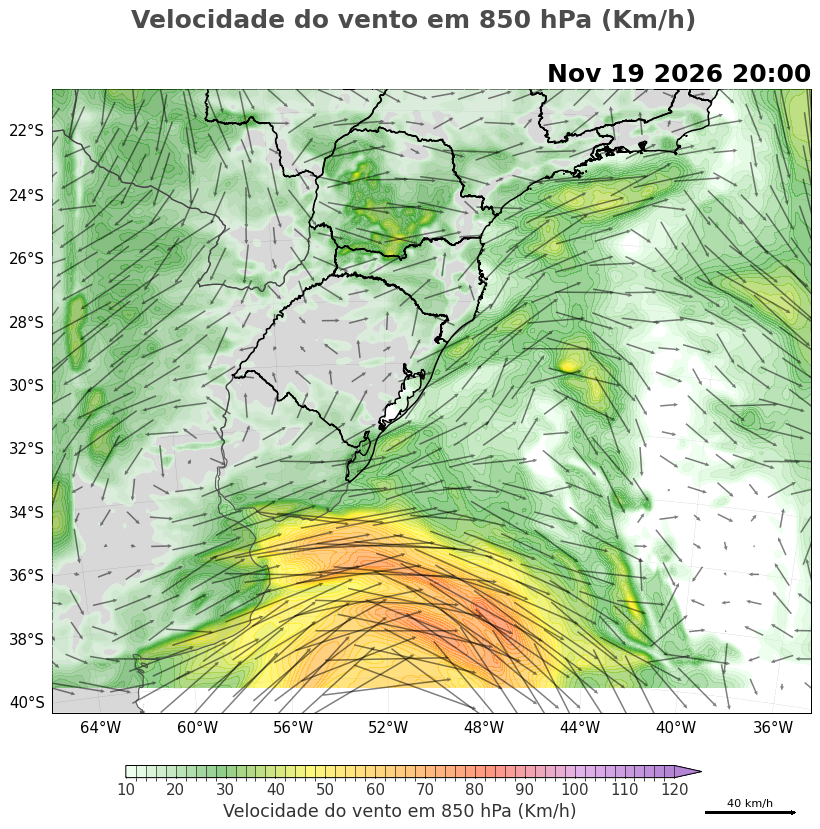 Velocidade do vento em 850 hPa (Km/h)
Nov 19 2026 20:00
22°S
24°S
26°S
28°S
30°S
32°S
34°S
36°S
38°S
40°S
64°W 60°W 56°W 52°W 48°W 44°W 40°W 36°W
10 20 30 40 50 60 70 80 90 100 110 120
Velocidade do vento em 850 hPa (Km/h)
40 km/h